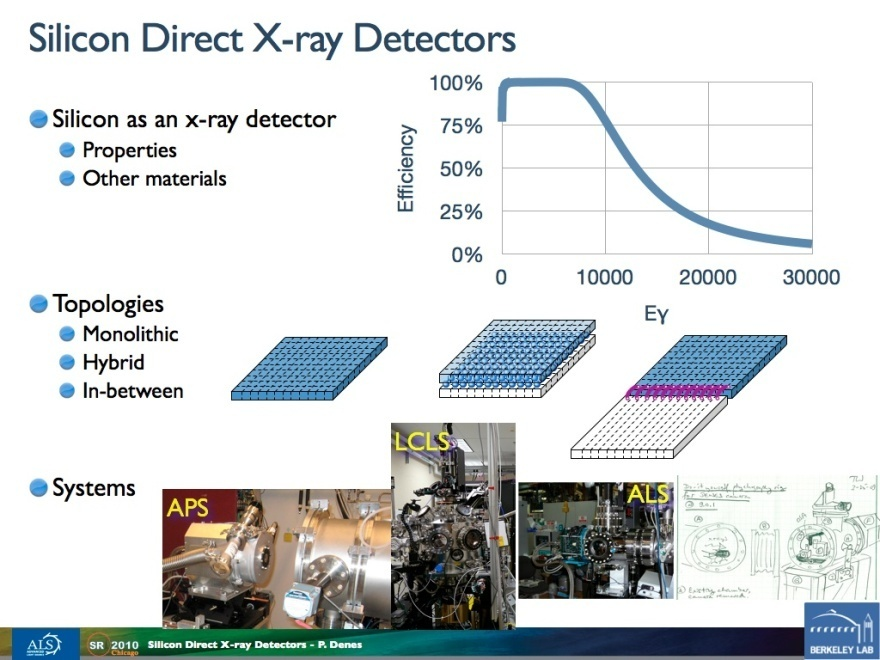 Silicon Direct X-ray Detectors
Silicon as an x-ray detector
Properties
Other materials
Efficiency
100%
75%
50%
25%
0%
0
10000
20000
30000
Eγ
Topologies
Monolithic
Hybrid
In-between
Systems
APS
LCLS
ALS
ALS
SR 2010
Chicago
Silicon Direct X-ray Detectors - P. Denes
BERKELEY LAB